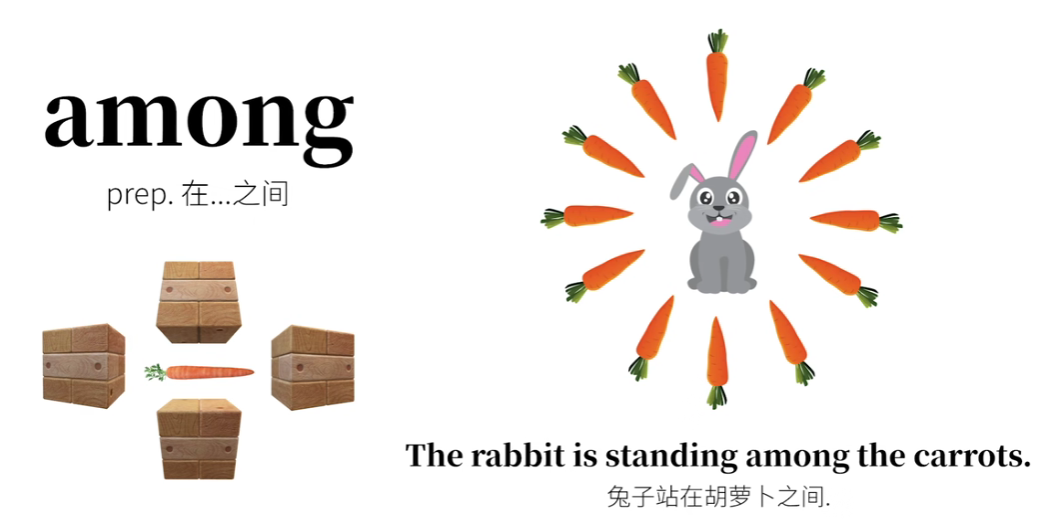 among
prep. 在...之间
The rabbit is standing among the carrots.
兔子站在胡萝卜之间.